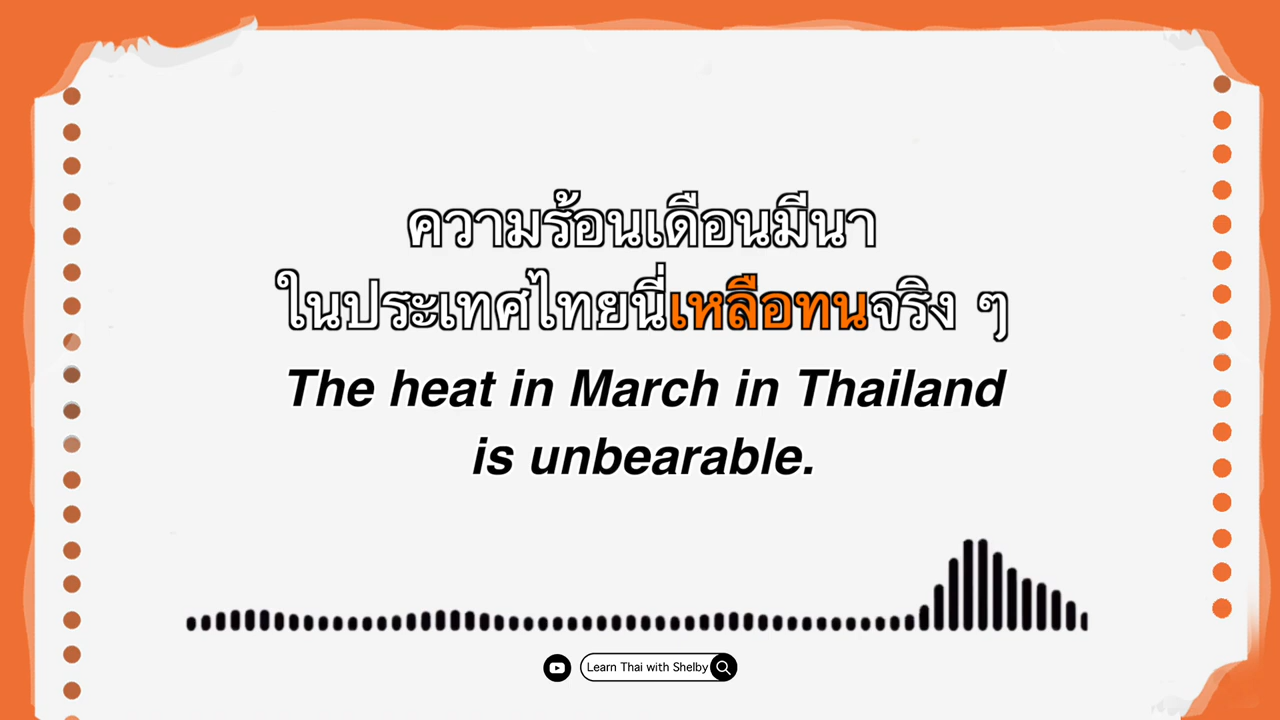 ความร้อนเดือนมีนา
ในประเทศไทยนี่เหลือทนจริง ๆ
The heat in March in Thailand
is unbearable.
Learn Thai with Shelby